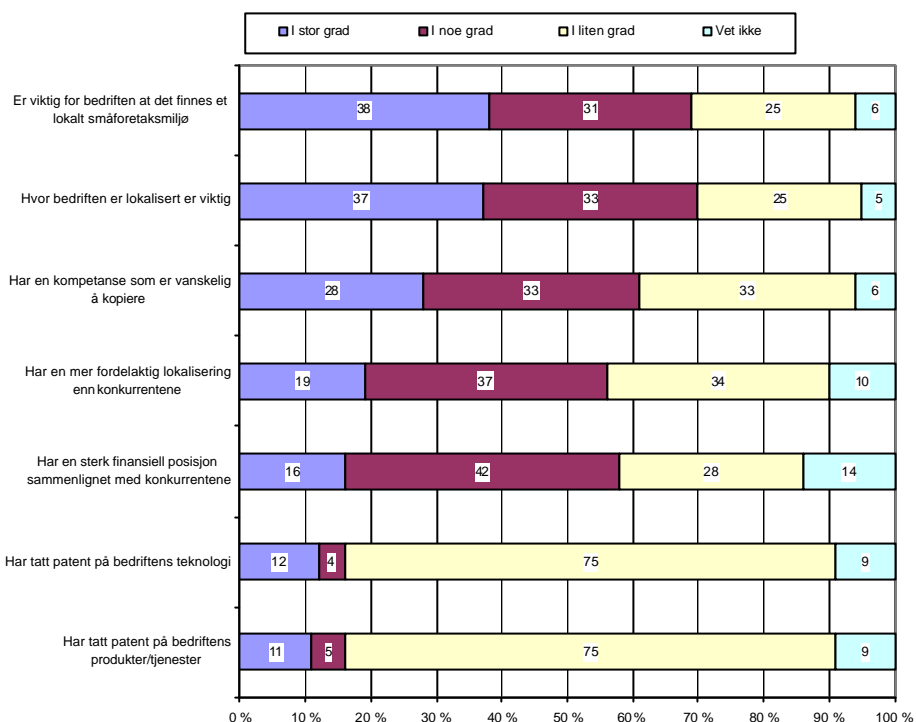 I stor grad I noe grad I liten grad Vet ikke
Er viktig for bedriften at det finnes et
lokalt småforetaksmiljø
38 31 25 6
Hvor bedriften er lokalisert er viktig
37 33 25 5
Har en kompetanse som er vanskelig
å kopiere
28 33 33 6
Har en mer fordelaktig lokalisering
enn konkurrentene
19 37 34 10
Har en sterk finansiell posisjon
sammenlignet med konkurrentene
16 42 28 14
Har tatt patent på bedriftens teknologi
12 4 75 9
Har tatt patent på bedriftens
produkter/tjenester
11 5 75 9
0 % 10 % 20 % 30 % 40 % 50 % 60 % 70 % 80 % 90 % 100 %